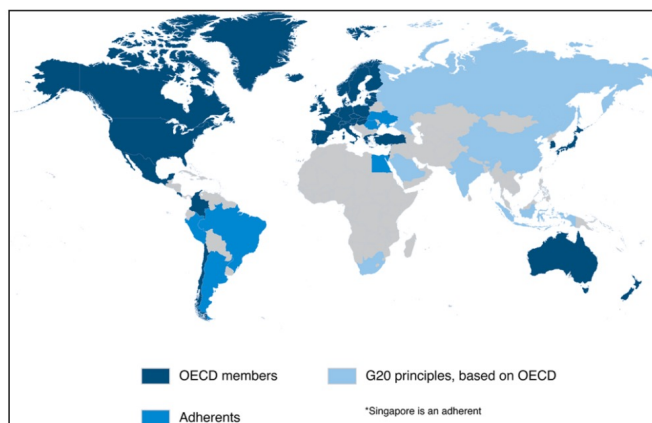 OECD members
G20 principles, based on OECD
Adherents
*Singapore is an adherent